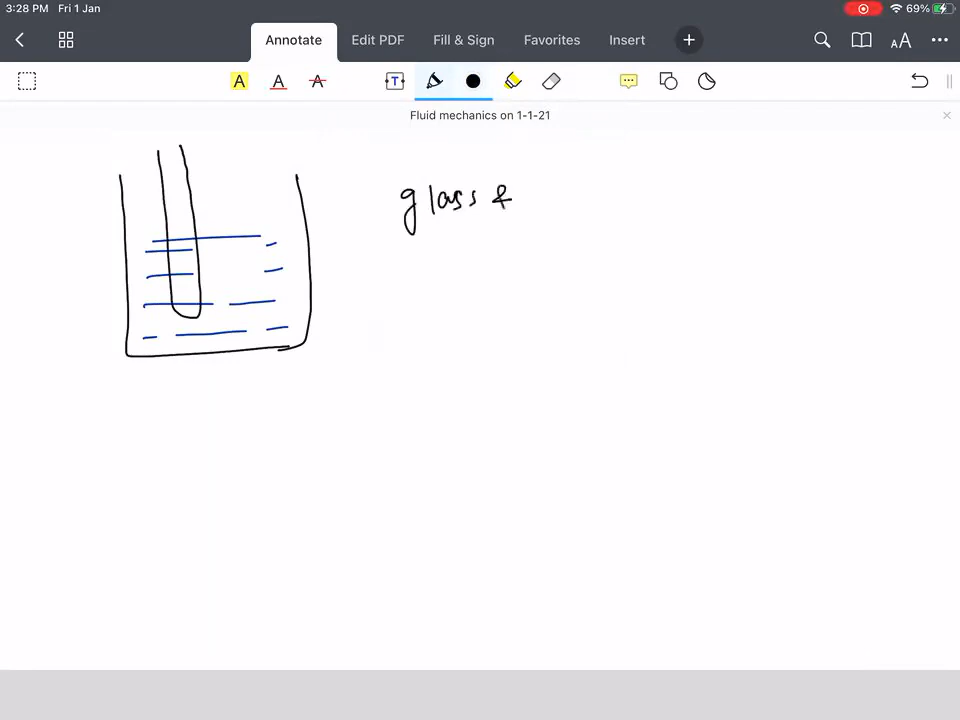 3:28 PM Fri 1 Jan 69%
Annotate Edit PDF Fill & Sign Favorites Insert +
A A A T AA
Fluid mechanics on 1-1-21
glass &